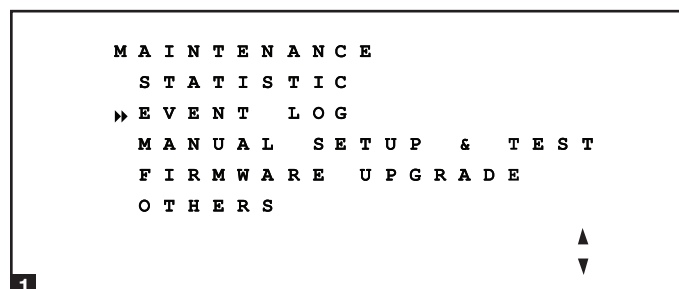 MAINTENANCE
STATISTIC
EVENT LOG
MANUAL SETUP & TEST
FIRMWARE UPGRADE
OTHERS
1